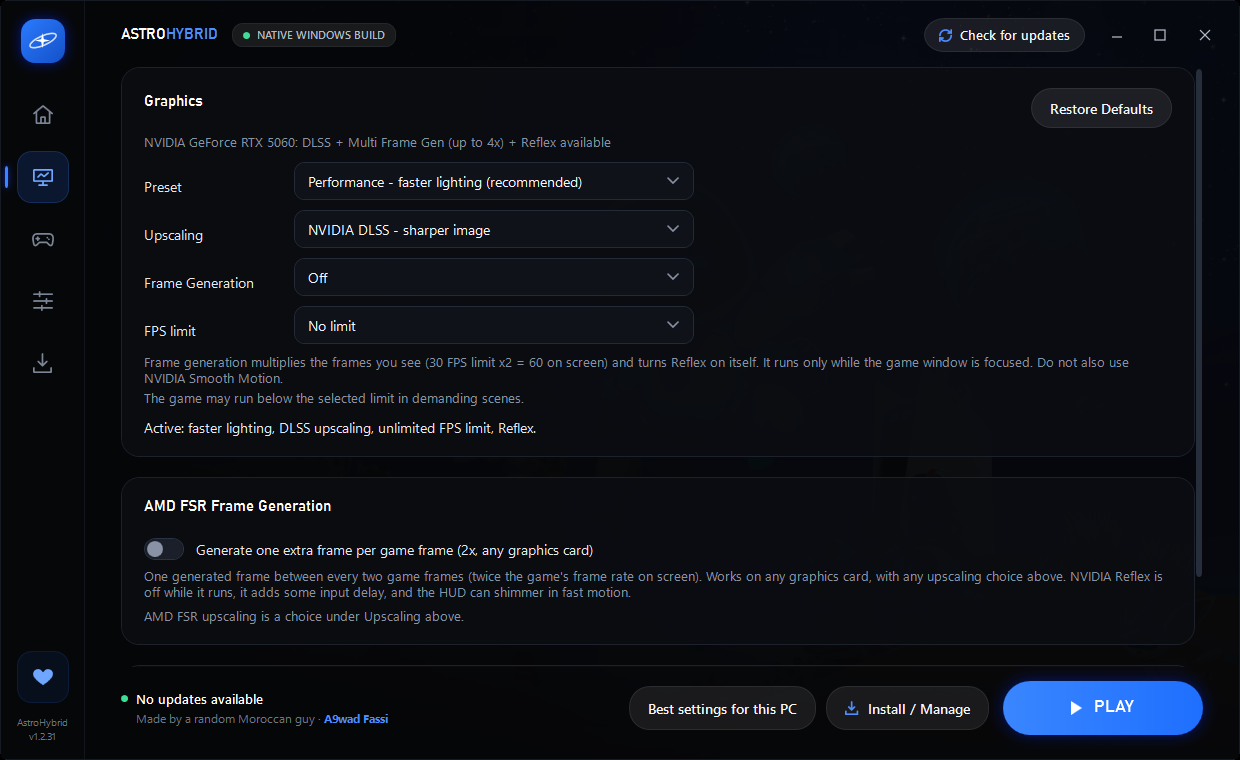 ASTROHYBRID
NATIVE WINDOWS BUILD
Check for updates
Graphics
Restore Defaults
NVIDIA GeForce RTX 5060: DLSS + Multi Frame Gen (up to 4x) + Reflex available
Preset
Performance - faster lighting (recommended)
Upscaling
NVIDIA DLSS - sharper image
Frame Generation
Off
FPS limit
No limit
Frame generation multiplies the frames you see (30 FPS limit x2 = 60 on screen) and turns Reflex on itself. It runs only while the game window is focused. Do not also use
NVIDIA Smooth Motion.
The game may run below the selected limit in demanding scenes.
Active: faster lighting, DLSS upscaling, unlimited FPS limit, Reflex.
AMD FSR Frame Generation
Generate one extra frame per game frame (2x, any graphics card)
One generated frame between every two game frames (twice the game's frame rate on screen). Works on any graphics card, with any upscaling choice above. NVIDIA Reflex is
off while it runs, it adds some input delay, and the HUD can shimmer in fast motion.
AMD FSR upscaling is a choice under Upscaling above.
No updates available
Made by a random Moroccan guy · A9wad Fassi
Best settings for this PC
Install / Manage
PLAY
AstroHybrid
v1.2.31